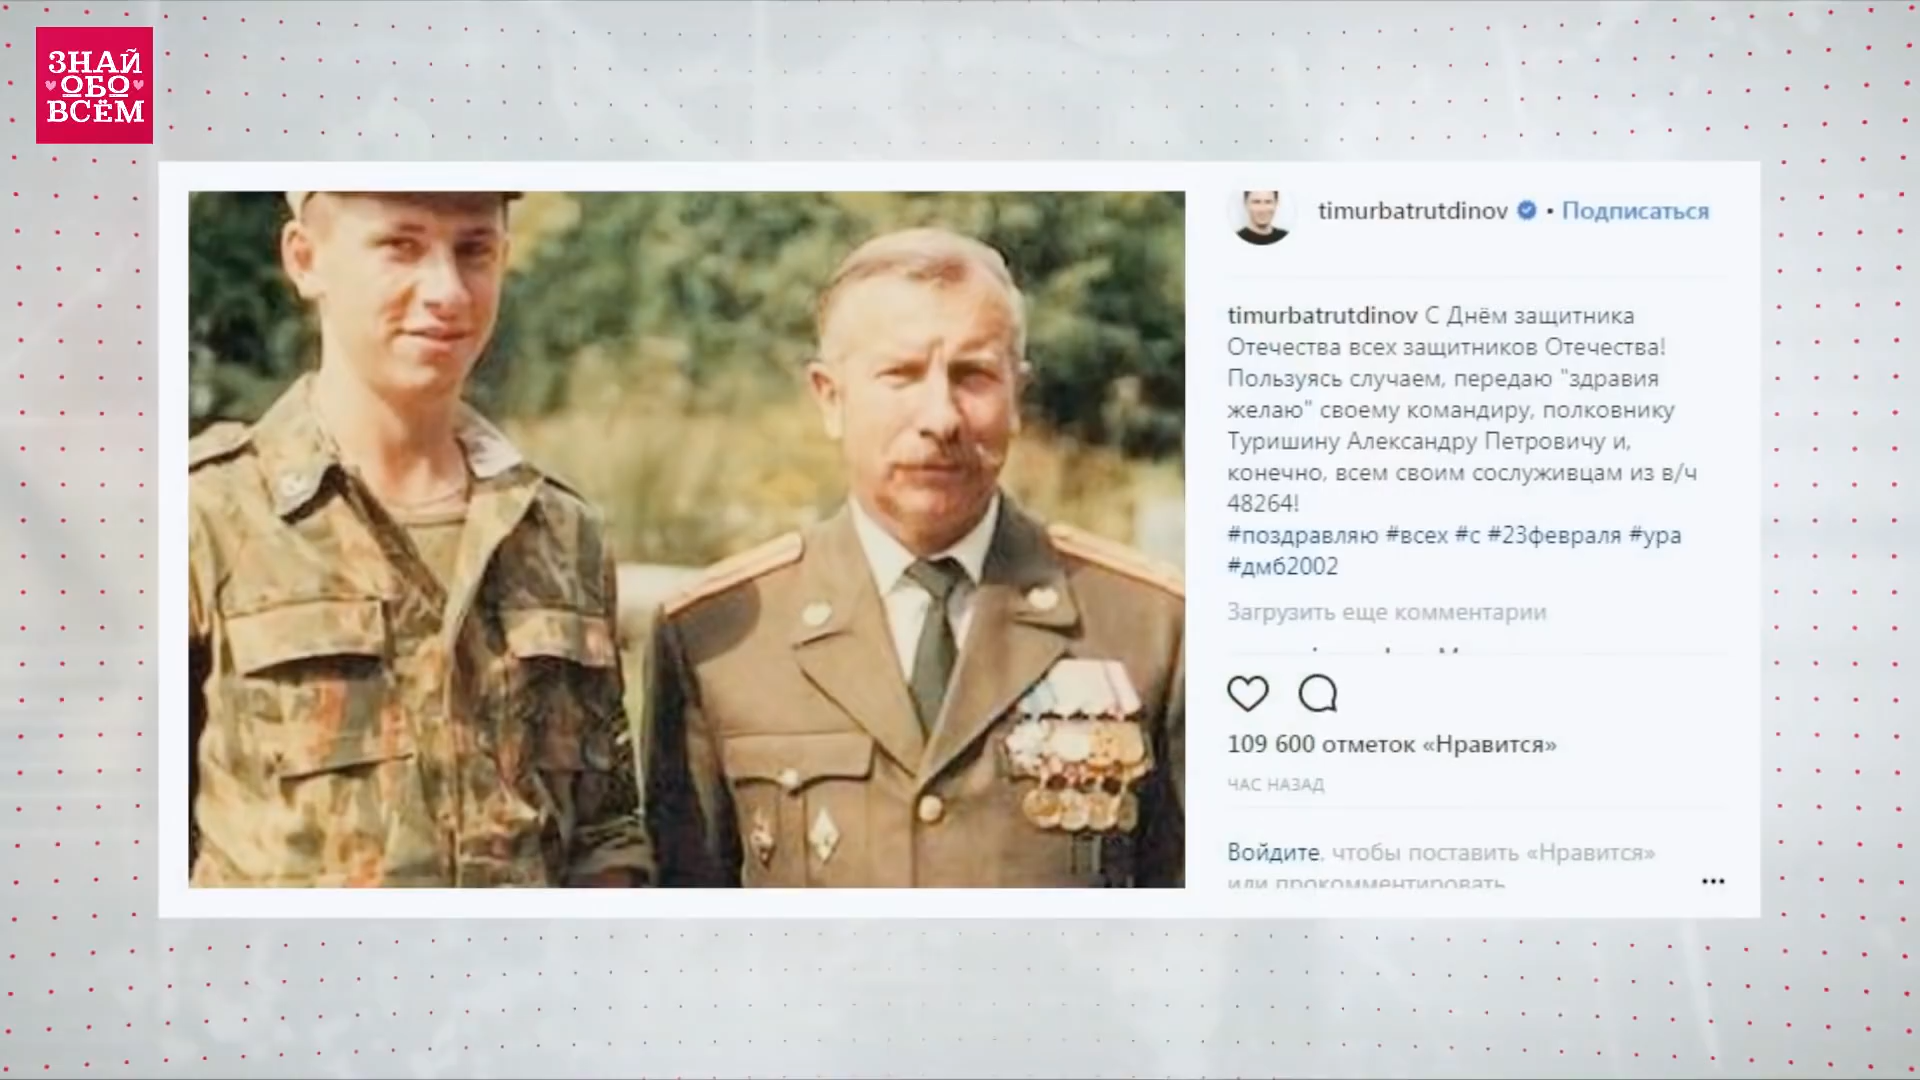 ЗНАЙ
ОБО
ВСЁМ
timurbatrutdinov • Подписаться
timurbatrutdinov С Днём защитника
Отечества всех защитников Отечества!
Пользуясь случаем, передаю "здравия
желаю" своему командиру, полковнику
Туришину Александру Петровичу и,
конечно, всем своим сослуживцам из в/ч
48264!
#поздравляю #всех #с #23февраля #ура
#дмб2002
Загрузить еще комментарии
109 600 отметок «Нравится»
ЧАС НАЗАД
Войдите, чтобы поставить «Нравится»
или прокомментировать.